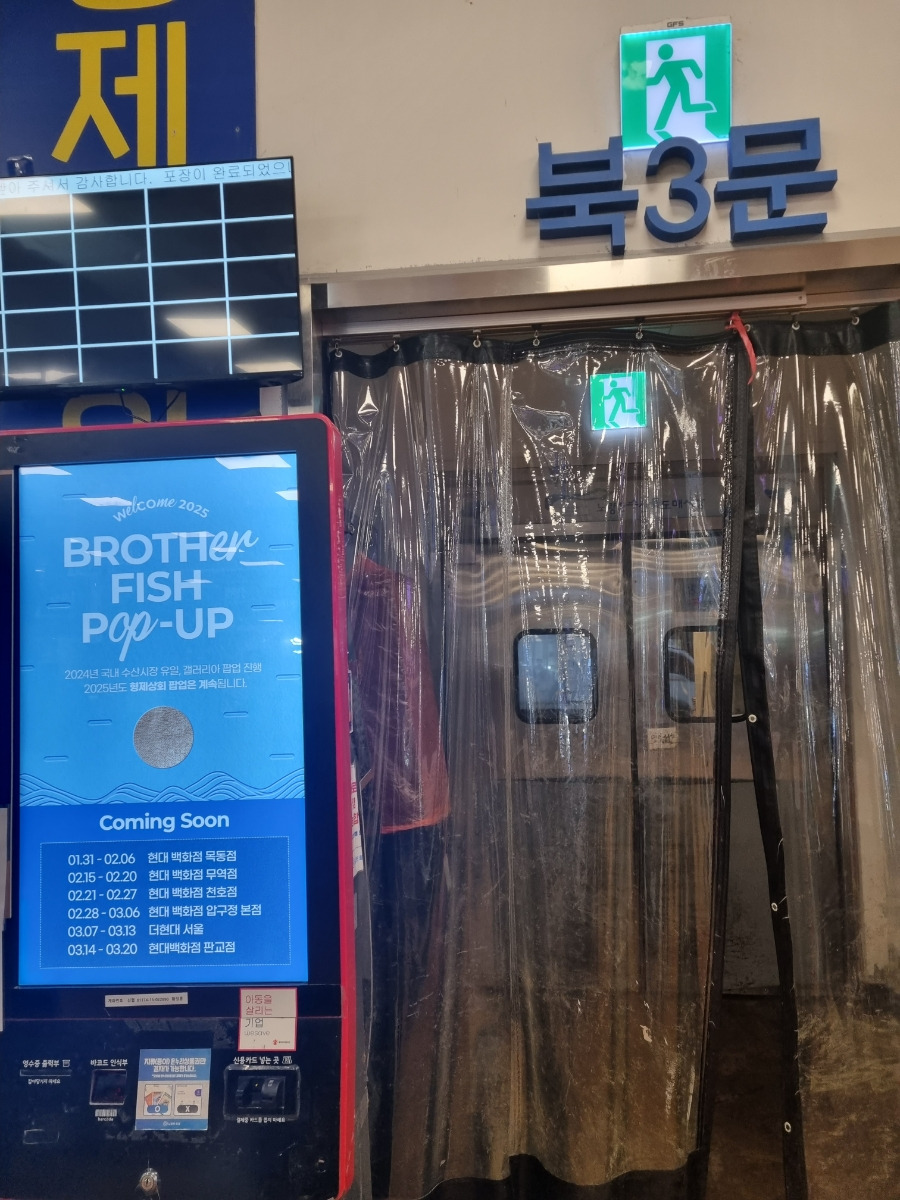 제
주셔서 감사합니다. 포장이 완료되었으니
GFS
북3문
welcome 2025
BROTHer
FISH
Pop-UP
2024년 국내 수산시장 유일, 갤러리아 팝업 진행
2025년도 형제상회 팝업은 계속됩니다.
Coming Soon
01.31 - 02.06 현대 백화점 목동점
02.15 - 02.20 현대 백화점 무역점
02.21 - 02.27 현대 백화점 천호점
02.28 - 03.06 현대 백화점 압구정 본점
03.07 - 03.13 더현대 서울
03.14 - 03.20 현대백화점 판교점
아동을
살리는
기업
영수증 출력부
바코드 인식부
신용카드 넣는 곳
O
X